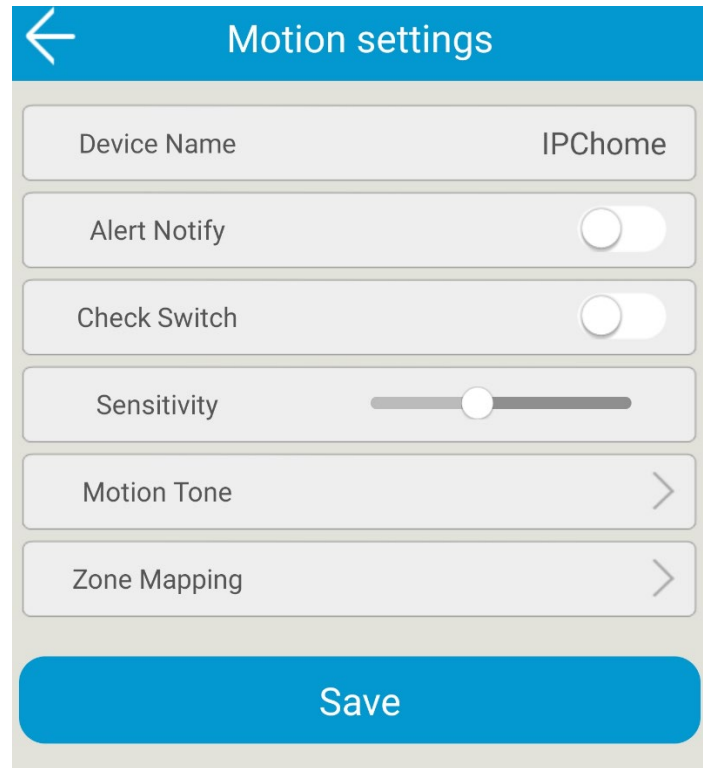 Motion settings
Device Name IPChome
Alert Notify
Check Switch
Sensitivity
Motion Tone
Zone Mapping
Save